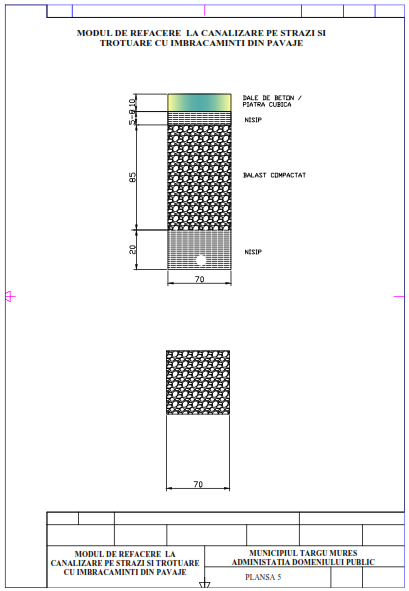 MODUL DE REFACERE LA CANALIZARE PE STRAZI SI
TROTUARE CU IMBRACAMINTI DIN PAVAJE
10
DALE DE BETON /
PIATRA CUBICA
5-8
NISIP
85
BALAST COMPACTAT
20
NISIP
70
70
MODUL DE REFACERE LA
CANALIZARE PE STRAZI SI TROTUARE
CU IMBRACAMINTI DIN PAVAJE
MUNICIPIUL TARGU MURES
ADMINISTATIA DOMENIULUI PUBLIC
PLANSA 5